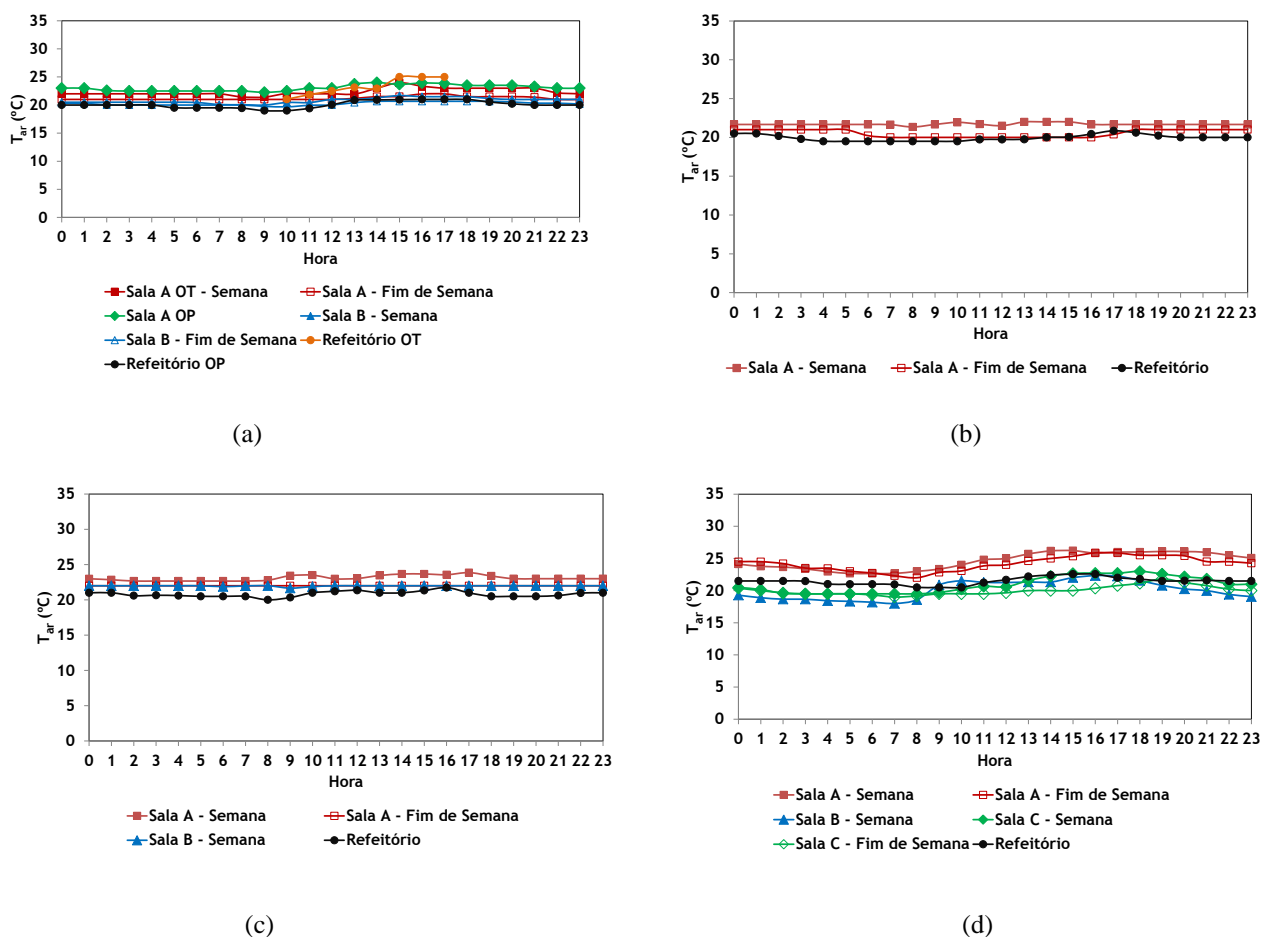 35
30
25
20
15
10
5
0
T_ar (°C)
0 1 2 3 4 5 6 7 8 9 10 11 12 13 14 15 16 17 18 19 20 21 22 23
Hora
Sala A OT - Semana Sala A - Fim de Semana
Sala A OP Sala B - Semana
Sala B - Fim de Semana Refeitório OT
Refeitório OP
(a)
35
30
25
20
15
10
5
0
T_ar (°C)
0 1 2 3 4 5 6 7 8 9 10 11 12 13 14 15 16 17 18 19 20 21 22 23
Hora
Sala A - Semana Sala A - Fim de Semana Refeitório
(b)
35
30
25
20
15
10
5
0
T_ar (°C)
0 1 2 3 4 5 6 7 8 9 10 11 12 13 14 15 16 17 18 19 20 21 22 23
Hora
Sala A - Semana Sala A - Fim de Semana
Sala B - Semana Refeitório
(c)
35
30
25
20
15
10
5
0
T_ar (°C)
0 1 2 3 4 5 6 7 8 9 10 11 12 13 14 15 16 17 18 19 20 21 22 23
Hora
Sala A - Semana Sala A - Fim de Semana
Sala B - Semana Sala C - Semana
Sala C - Fim de Semana Refeitório
(d)